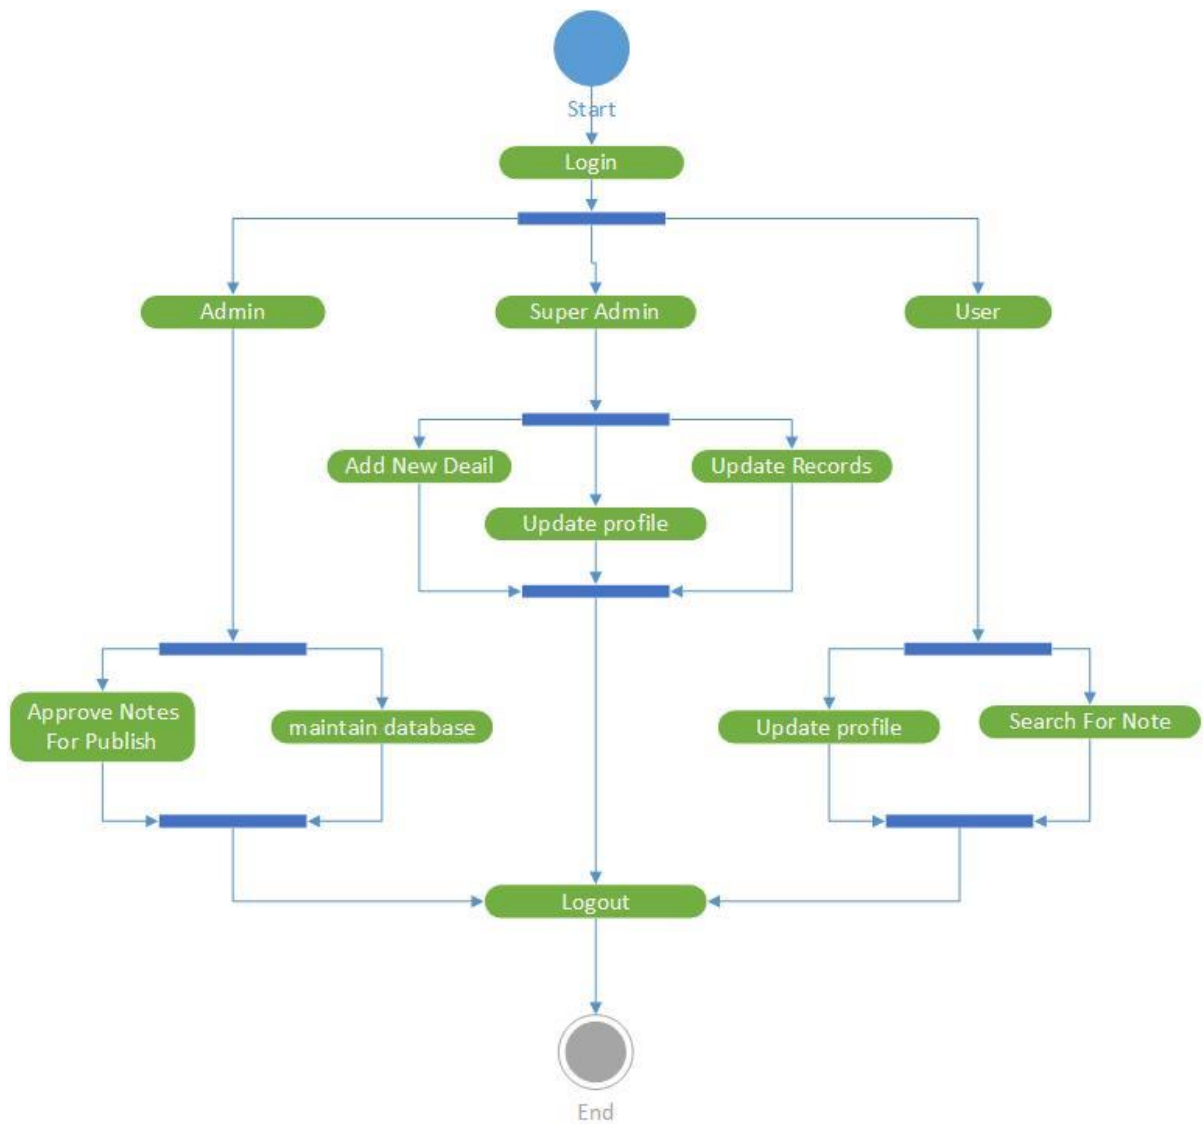 Start
Login
Admin
Super Admin
User
Add New Deail
Update Records
Update profile
Approve Notes
For Publish
maintain database
Update profile
Search For Note
Logout
End